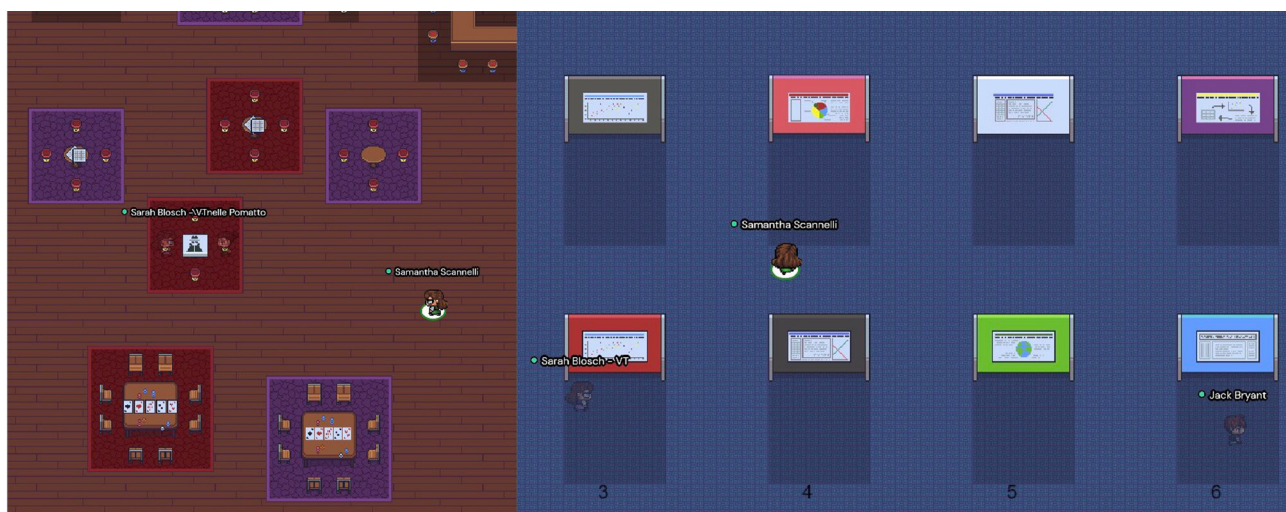 Sarah Blosch -\VTnelle Pomatto
Samantha Scannelli
Samantha Scannelli
Sarah Blosch - VT
Jack Bryant
3
4
5
6